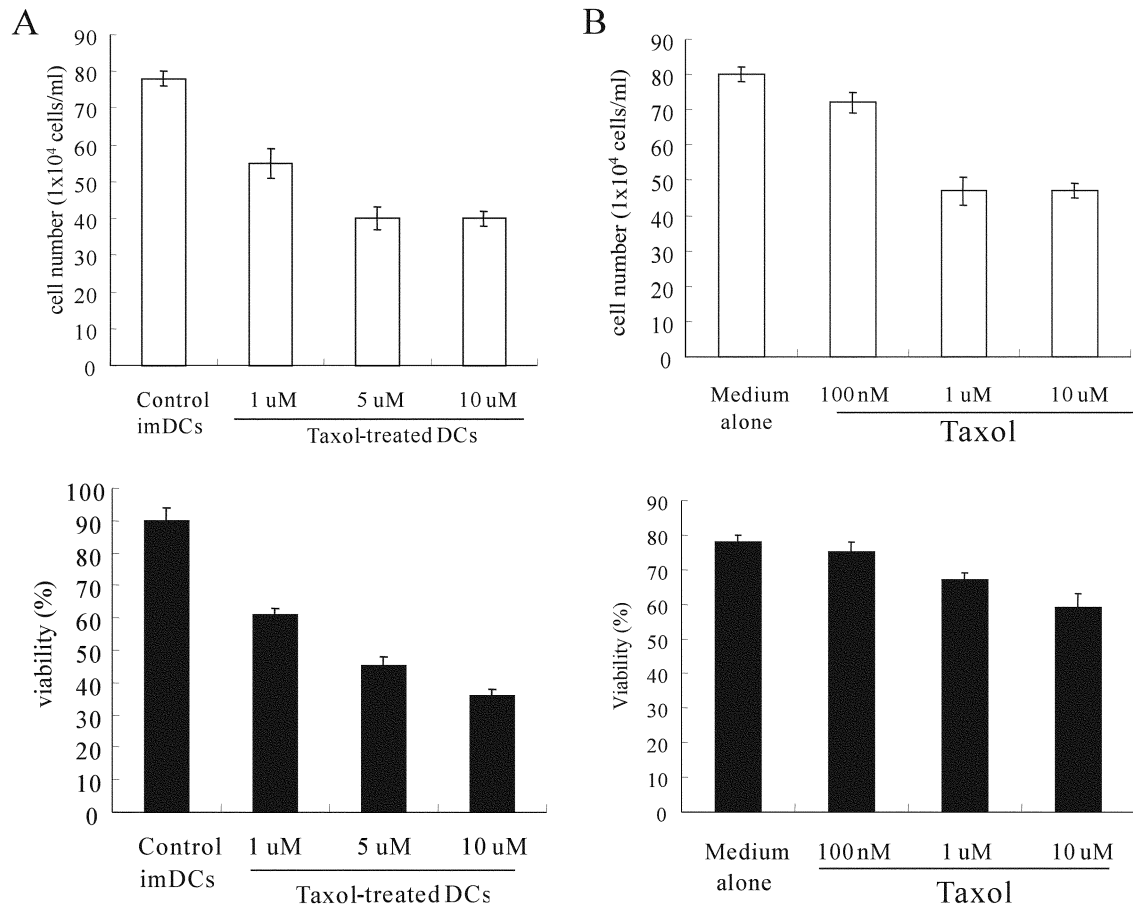 A
cell number (1x10⁴ cells/ml)
90
80
70
60
50
40
30
20
10
0
Control
imDCs
1 uM
5 uM
10 uM
Taxol-treated DCs
B
cell number (1x10⁴ cells/ml)
90
80
70
60
50
40
30
20
10
0
Medium
alone
100 nM
1 uM
10 uM
Taxol
viability (%)
100
90
80
70
60
50
40
30
20
10
0
Control
imDCs
1 uM
5 uM
10 uM
Taxol-treated DCs
Viability (%)
90
80
70
60
50
40
30
20
10
0
Medium
alone
100 nM
1 uM
10 uM
Taxol